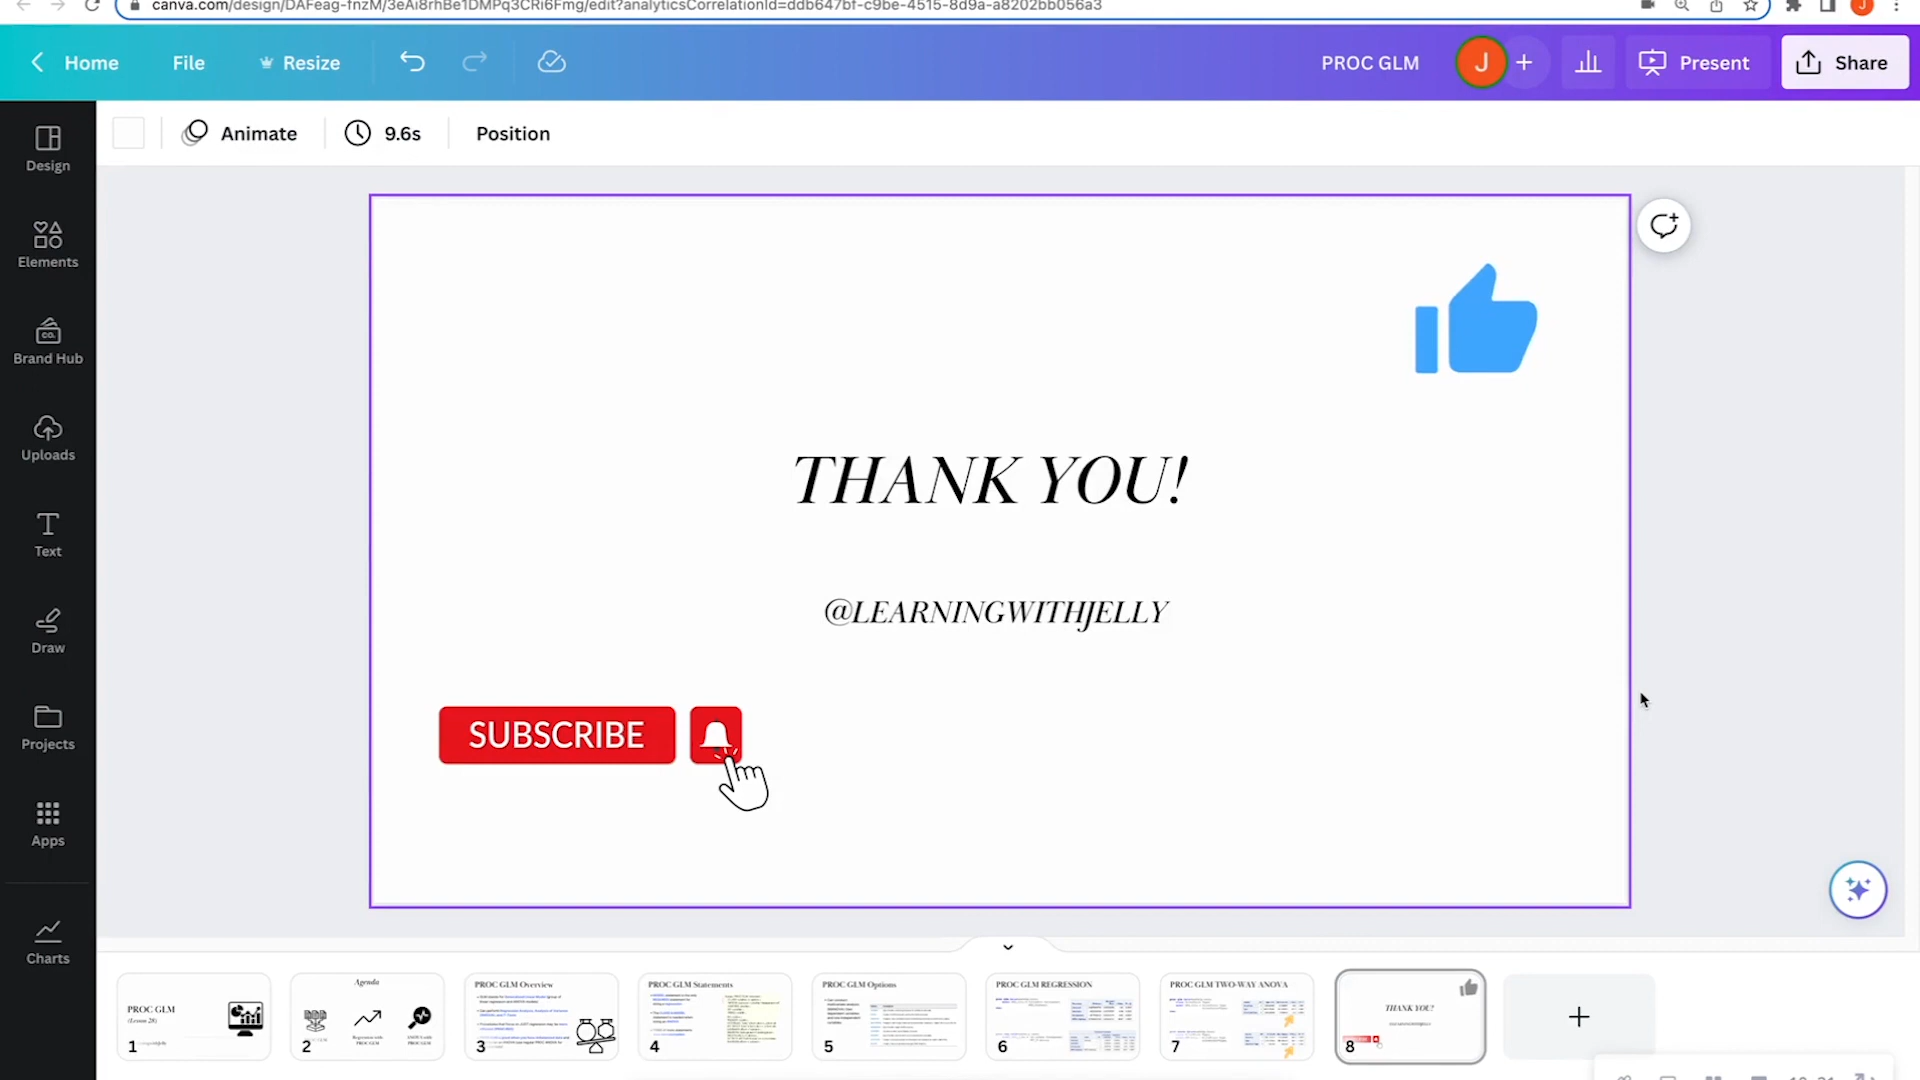 canva.com/design/DAFeag-fnzM/3eAi8rhBe1DMPq3CRi6Fmg/edit?analyticsCorrelationId=ddb647bf-c9be-4515-8d9a-a8202bb056a3
J
Home
File
Resize
PROC GLM
J
Present
Share
Animate
9.6s
Position
Design
Elements
CO.
Brand Hub
Uploads
Text
Draw
Projects
Apps
Charts
THANK YOU!
@LEARNINGWITHJELLY
SUBSCRIBE
PROC GLM
(Lesson 28)
1
Agenda
2
PROC GLM Overview
3
PROC GLM Statements
4
PROC GLM Options
5
PROC GLM REGRESSION
6
PROC GLM TWO-WAY ANOVA
7
THANK YOU!
8